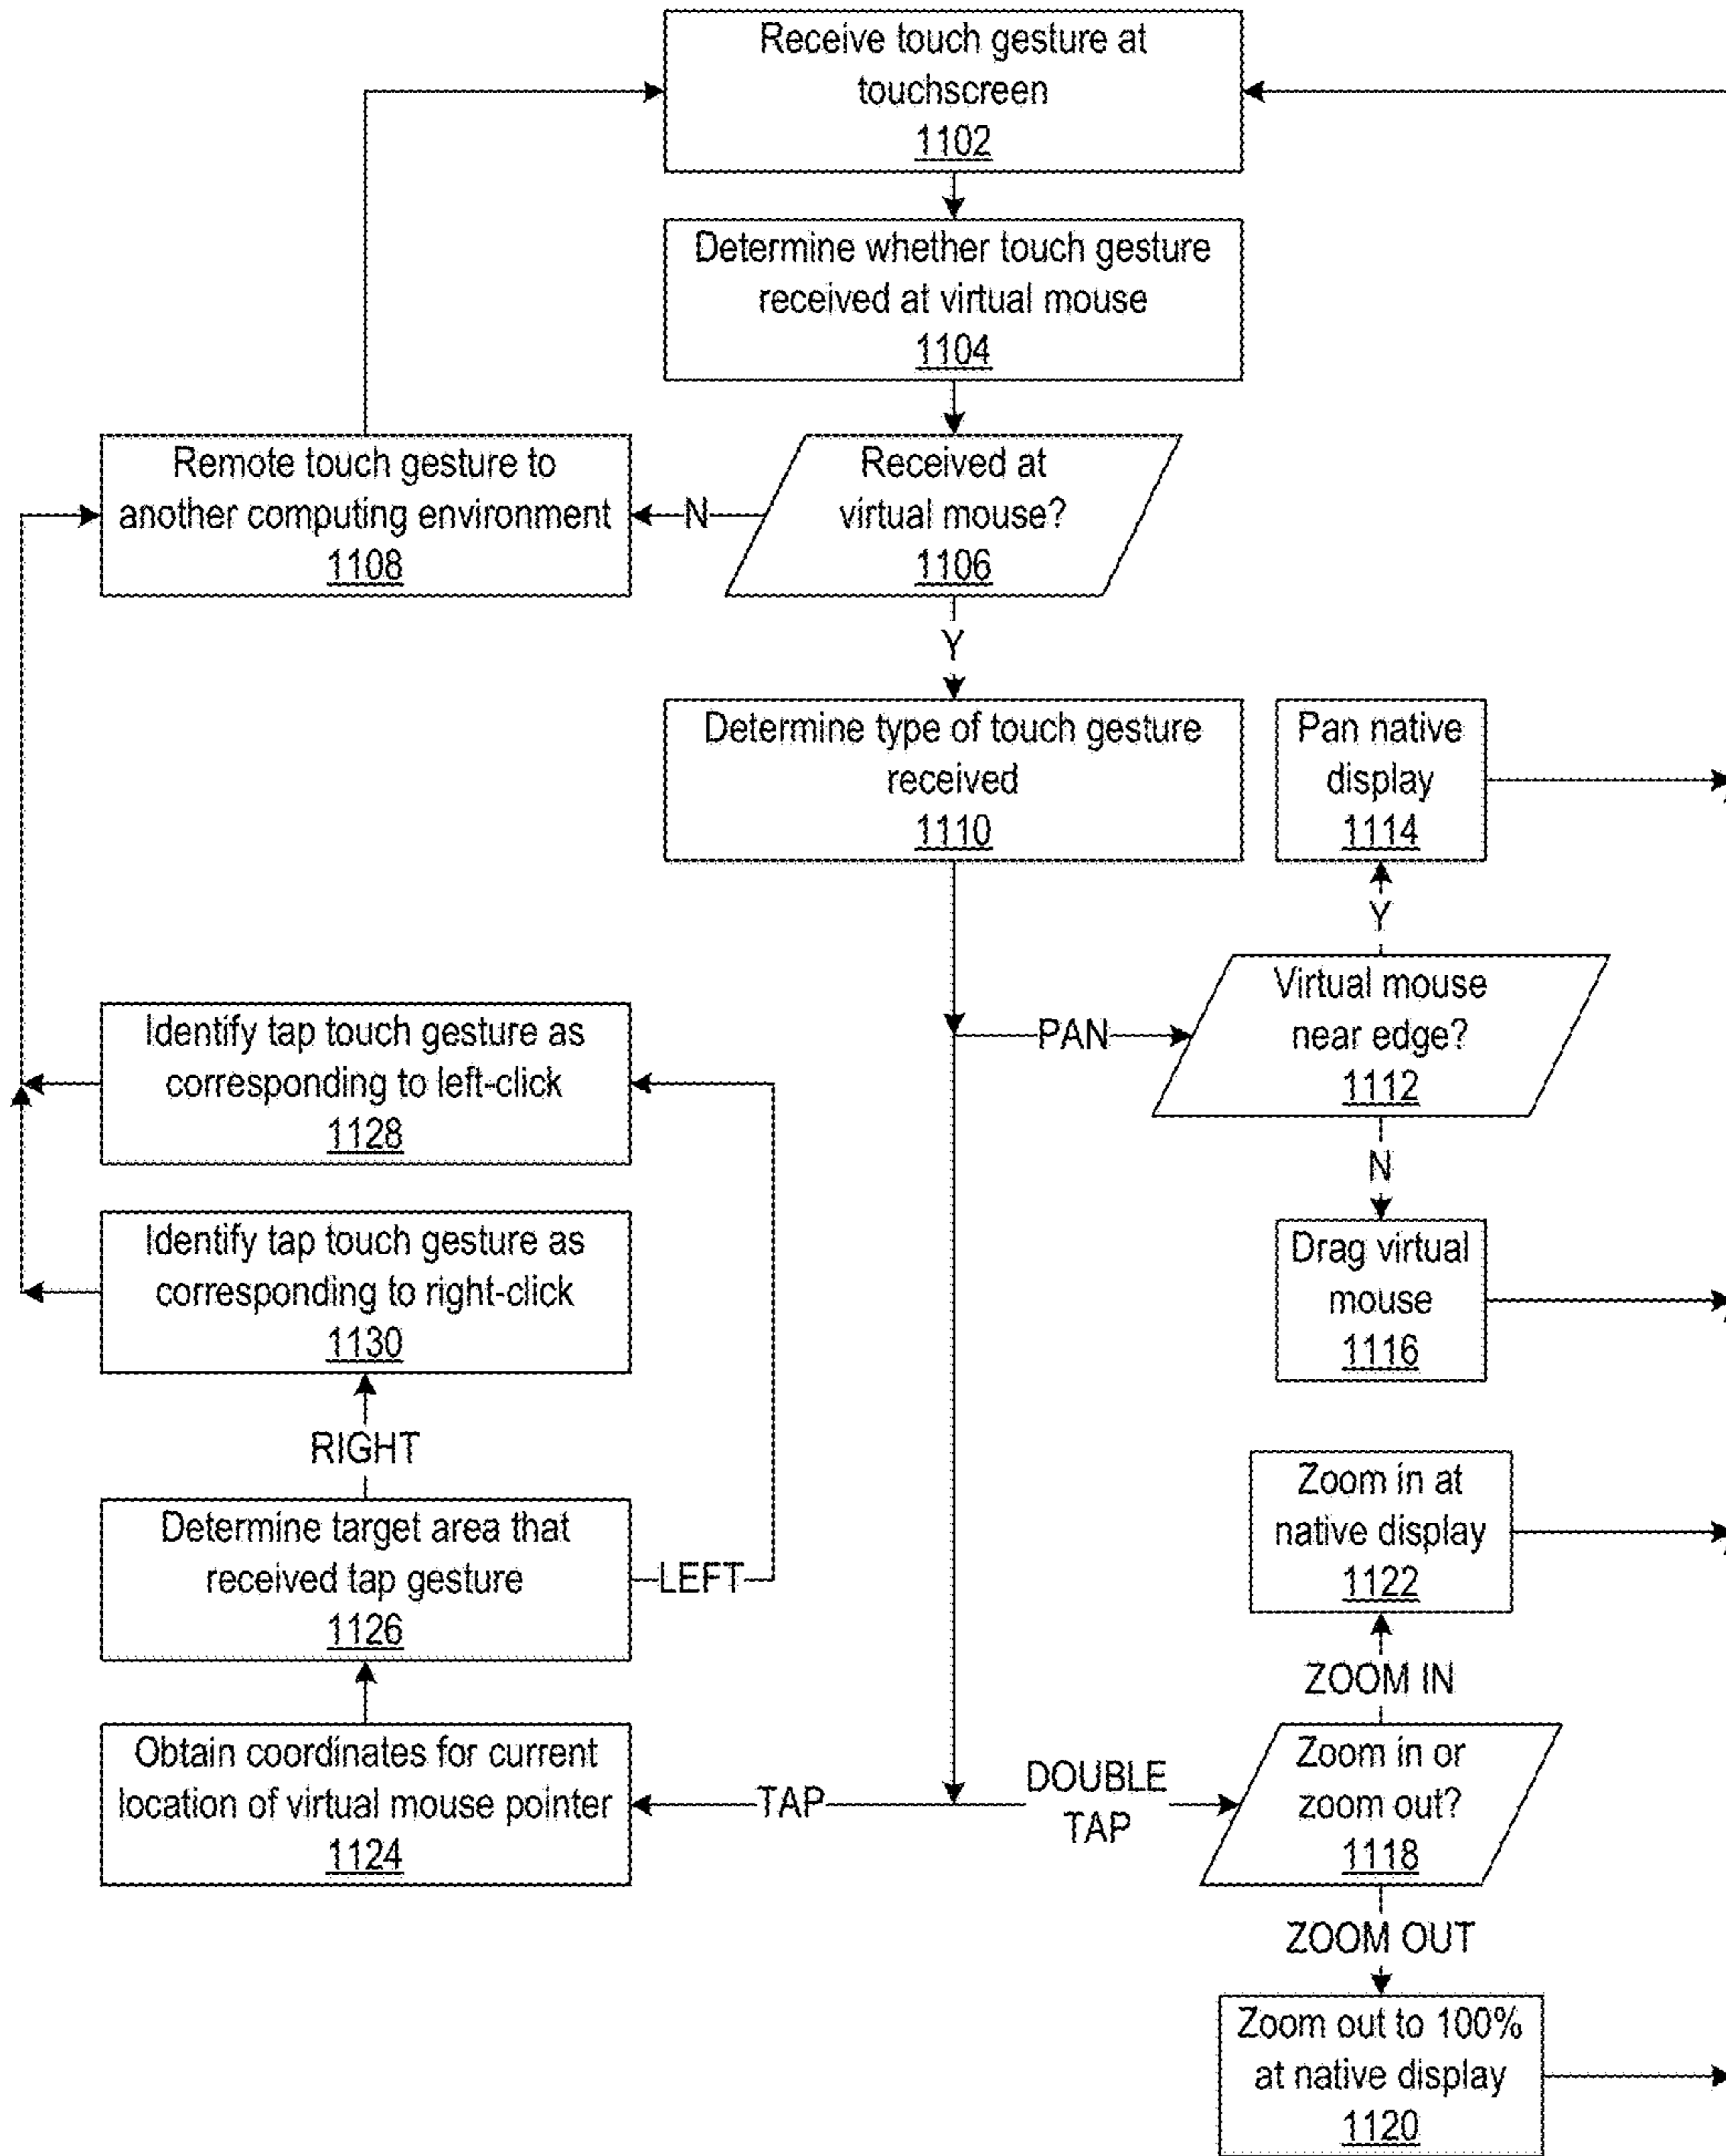 Receive touch gesture at
touchscreen
1102
Determine whether touch gesture
received at virtual mouse
1104
Received at
virtual mouse?
1106
N
Remote touch gesture to
another computing environment
1108
Y
Determine type of touch gesture
received
1110
Pan native
display
1114
Y
PAN
Virtual mouse
near edge?
1112
N
Drag virtual
mouse
1116
Identify tap touch gesture as
corresponding to left-click
1128
Identify tap touch gesture as
corresponding to right-click
1130
RIGHT
Determine target area that
received tap gesture
1126
LEFT
Obtain coordinates for current
location of virtual mouse pointer
1124
TAP
DOUBLE
TAP
Zoom in at
native display
1122
ZOOM IN
Zoom in or
zoom out?
1118
ZOOM OUT
Zoom out to 100%
at native display
1120